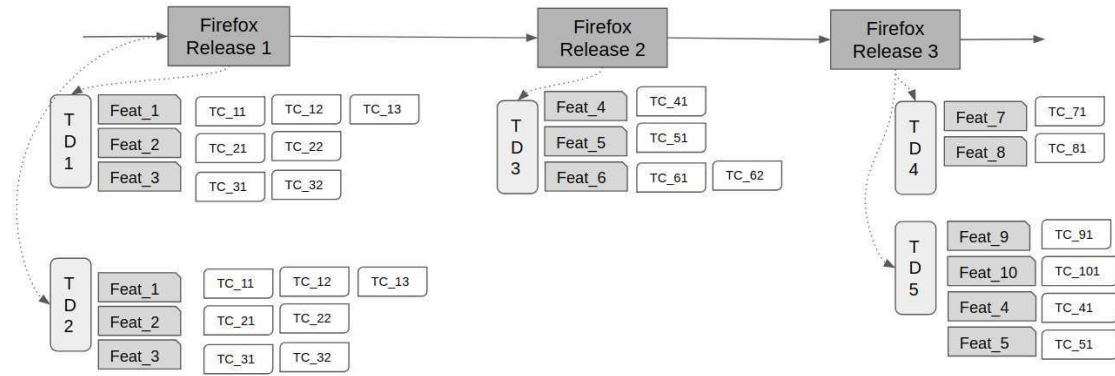 Firefox
Release 1
Firefox
Release 2
Firefox
Release 3
T
D
1
Feat_1
TC_11
TC_12
TC_13
Feat_2
TC_21
TC_22
Feat_3
TC_31
TC_32
T
D
2
Feat_1
TC_11
TC_12
TC_13
Feat_2
TC_21
TC_22
Feat_3
TC_31
TC_32
T
D
3
Feat_4
TC_41
Feat_5
TC_51
Feat_6
TC_61
TC_62
T
D
4
Feat_7
TC_71
Feat_8
TC_81
T
D
5
Feat_9
TC_91
Feat_10
TC_101
Feat_4
TC_41
Feat_5
TC_51